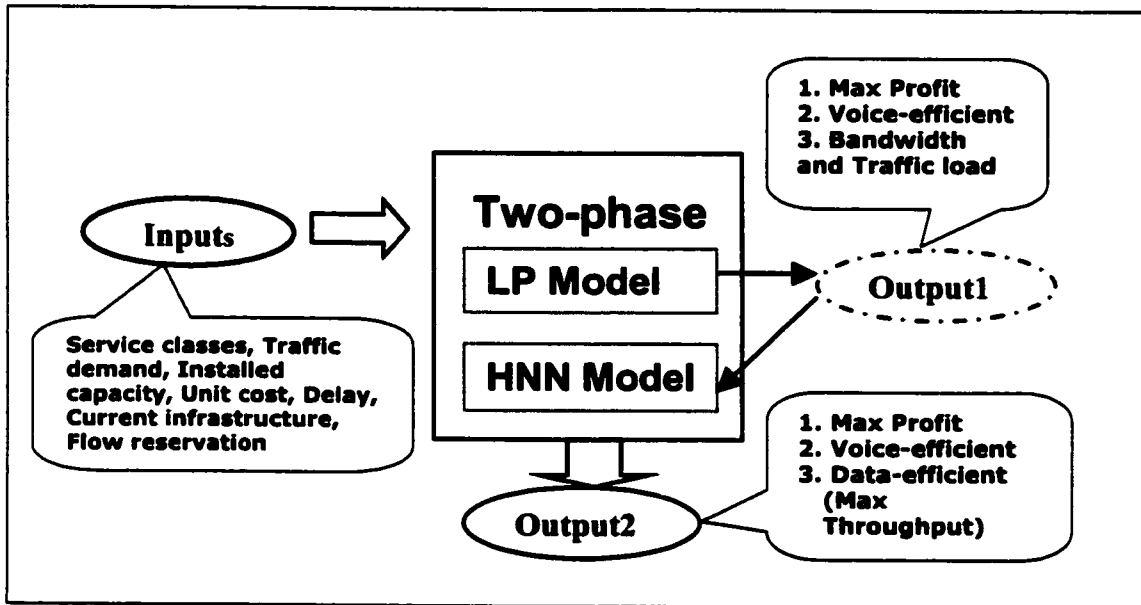 Inputs
Service classes, Traffic
demand, Installed
capacity, Unit cost, Delay,
Current infrastructure,
Flow reservation
Two-phase
LP Model
HNN Model
1. Max Profit
2. Voice-efficient
3. Bandwidth
and Traffic load
Output1
Output2
1. Max Profit
2. Voice-efficient
3. Data-efficient
(Max
Throughput)